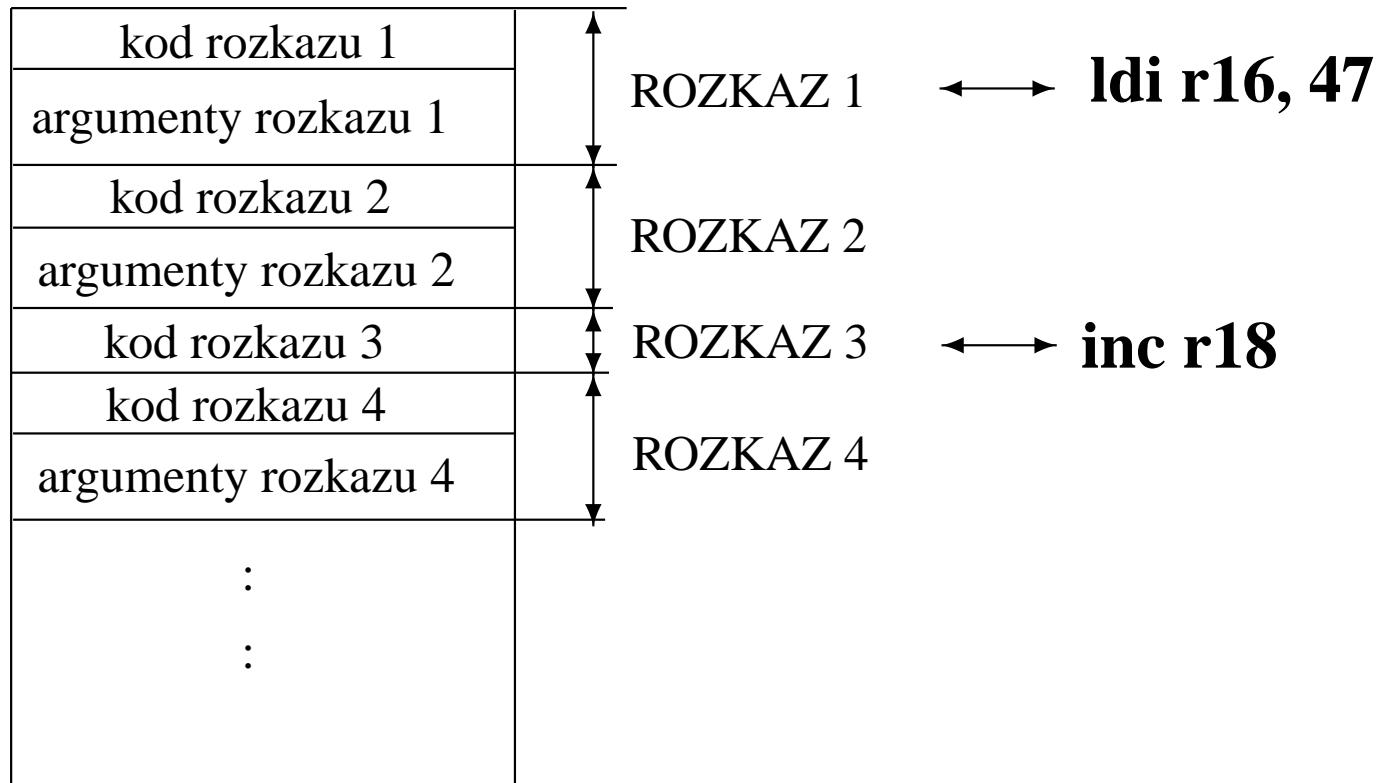 kod rozkazu 1
argumenty rozkazu 1
ROZKAZ 1
ldi r16, 47
kod rozkazu 2
argumenty rozkazu 2
ROZKAZ 2
kod rozkazu 3
ROZKAZ 3
inc r18
kod rozkazu 4
argumenty rozkazu 4
ROZKAZ 4
:
: